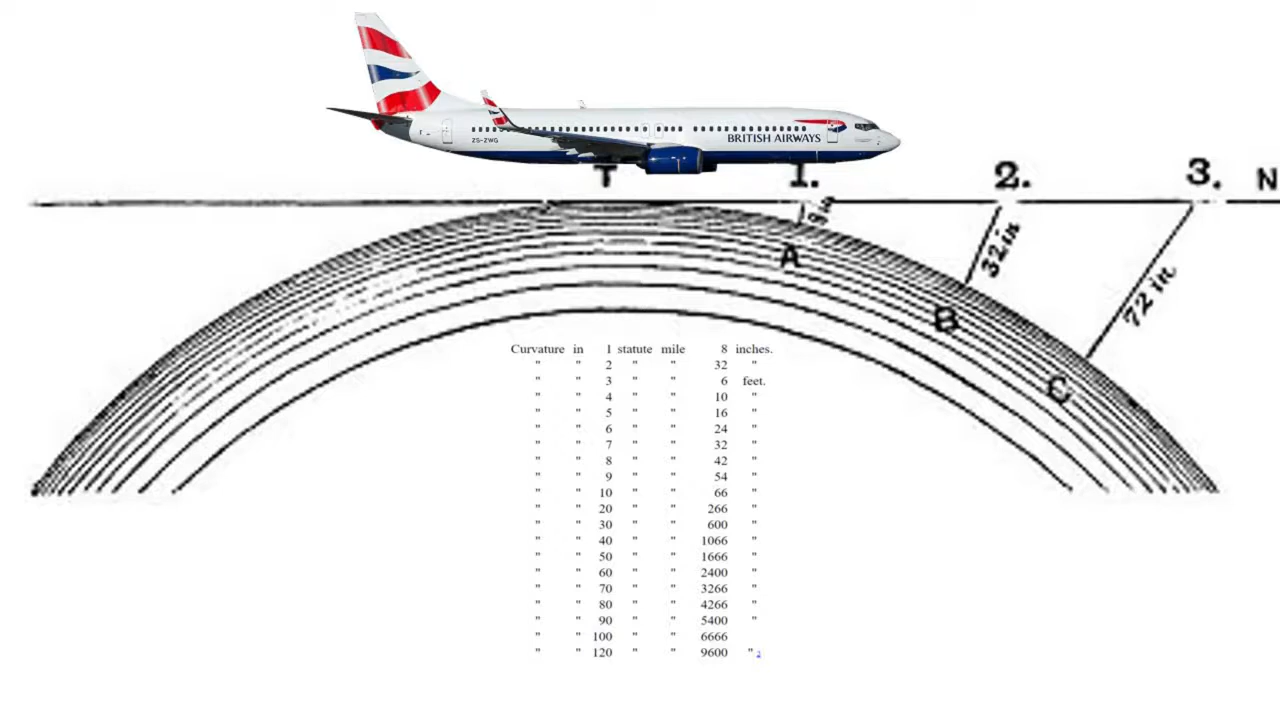 BRITISH AIRWAYS
ZS-ZWG
T 1. 2. 3. N
8 in
32 in
72 in
A
B
C
Curvature in 1 statute mile 8 inches.
" " 2 " " 32 "
" " 3 " " 6 feet.
" " 4 " " 10 "
" " 5 " " 16 "
" " 6 " " 24 "
" " 7 " " 32 "
" " 8 " " 42 "
" " 9 " " 54 "
" " 10 " " 66 "
" " 20 " " 266 "
" " 30 " " 600 "
" " 40 " " 1066 "
" " 50 " " 1666 "
" " 60 " " 2400 "
" " 70 " " 3266 "
" " 80 " " 4266 "
" " 90 " " 5400 "
" " 100 " " 6666
" " 120 " " 9600 " 2